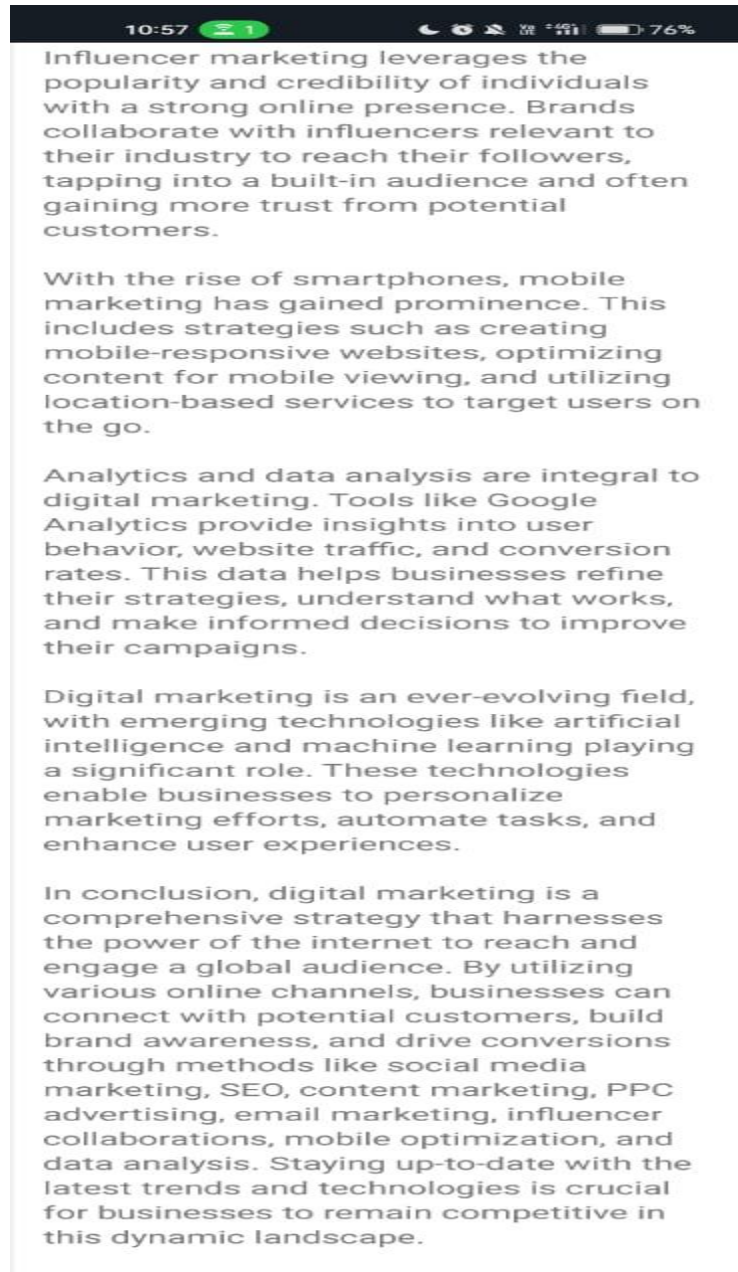 10:57 1 76%
Influencer marketing leverages the
popularity and credibility of individuals
with a strong online presence. Brands
collaborate with influencers relevant to
their industry to reach their followers,
tapping into a built-in audience and often
gaining more trust from potential
customers.
With the rise of smartphones, mobile
marketing has gained prominence. This
includes strategies such as creating
mobile-responsive websites, optimizing
content for mobile viewing, and utilizing
location-based services to target users on
the go.
Analytics and data analysis are integral to
digital marketing. Tools like Google
Analytics provide insights into user
behavior, website traffic, and conversion
rates. This data helps businesses refine
their strategies, understand what works,
and make informed decisions to improve
their campaigns.
Digital marketing is an ever-evolving field,
with emerging technologies like artificial
intelligence and machine learning playing
a significant role. These technologies
enable businesses to personalize
marketing efforts, automate tasks, and
enhance user experiences.
In conclusion, digital marketing is a
comprehensive strategy that harnesses
the power of the internet to reach and
engage a global audience. By utilizing
various online channels, businesses can
connect with potential customers, build
brand awareness, and drive conversions
through methods like social media
marketing, SEO, content marketing, PPC
advertising, email marketing, influencer
collaborations, mobile optimization, and
data analysis. Staying up-to-date with the
latest trends and technologies is crucial
for businesses to remain competitive in
this dynamic landscape.